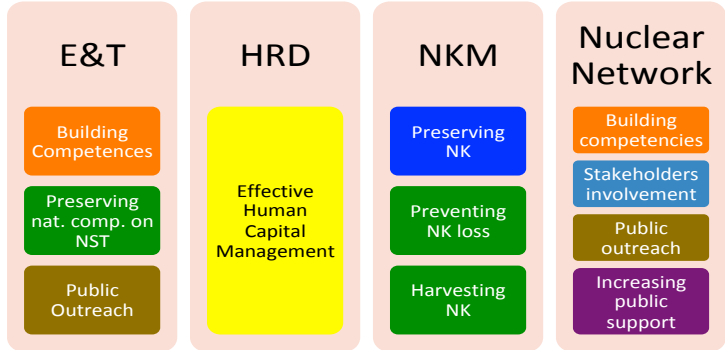 E&T
Building
Competences
Preserving
nat. comp. on
NST
Public
Outreach
HRD
Effective
Human
Capital
Management
NKM
Preserving
NK
Preventing
NK loss
Harvesting
NK
Nuclear
Network
Building
competencies
Stakeholders
involvement
Public
outreach
Increasing
public
support